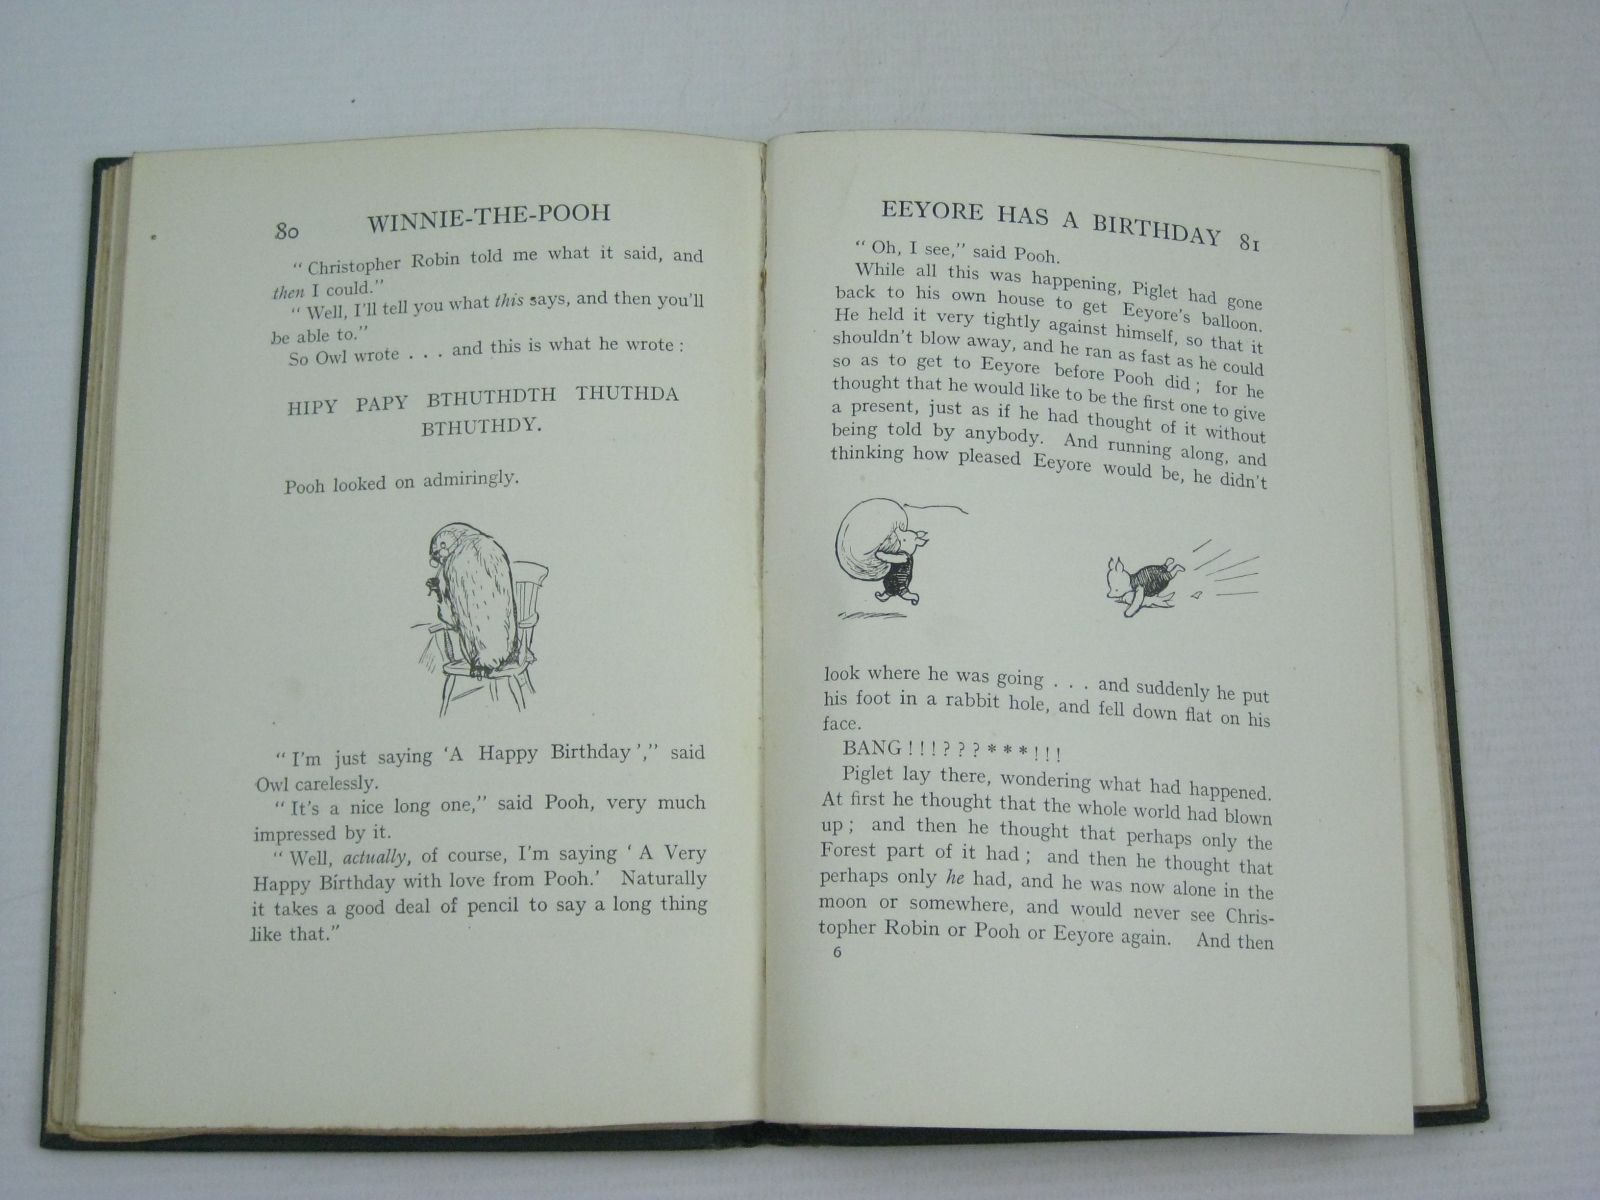 80 WINNIE-THE-POOH
“Christopher Robin told me what it said, and
then I could.”
“Well, I'll tell you what this says, and then you'll
be able to.”
So Owl wrote . . . and this is what he wrote :
HIPY PAPY BTHUTHDTH THUTHDA
BTHUTHDY.
Pooh looked on admiringly.
“I'm just saying ‘A Happy Birthday’,” said
Owl carelessly.
“It's a nice long one,” said Pooh, very much
impressed by it.
“Well, actually, of course, I'm saying ‘A Very
Happy Birthday with love from Pooh.’ Naturally
it takes a good deal of pencil to say a long thing
like that.”
EEYORE HAS A BIRTHDAY 81
“Oh, I see,” said Pooh.
While all this was happening, Piglet had gone
back to his own house to get Eeyore's balloon.
He held it very tightly against himself, so that it
shouldn't blow away, and he ran as fast as he could
so as to get to Eeyore before Pooh did ; for he
thought that he would like to be the first one to give
a present, just as if he had thought of it without
being told by anybody. And running along, and
thinking how pleased Eeyore would be, he didn't
look where he was going . . . and suddenly he put
his foot in a rabbit hole, and fell down flat on his
face.
BANG ! ! ! ? ? ? * * * ! ! !
Piglet lay there, wondering what had happened.
At first he thought that the whole world had blown
up ; and then he thought that perhaps only the
Forest part of it had ; and then he thought that
perhaps only he had, and he was now alone in the
moon or somewhere, and would never see Chris-
topher Robin or Pooh or Eeyore again. And then
6